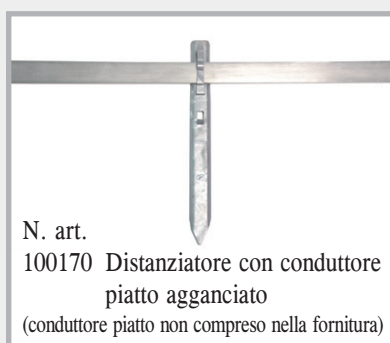 N. art.
100170 Distanziatore con conduttore
piatto agganciato
(conduttore piatto non compreso nella fornitura)